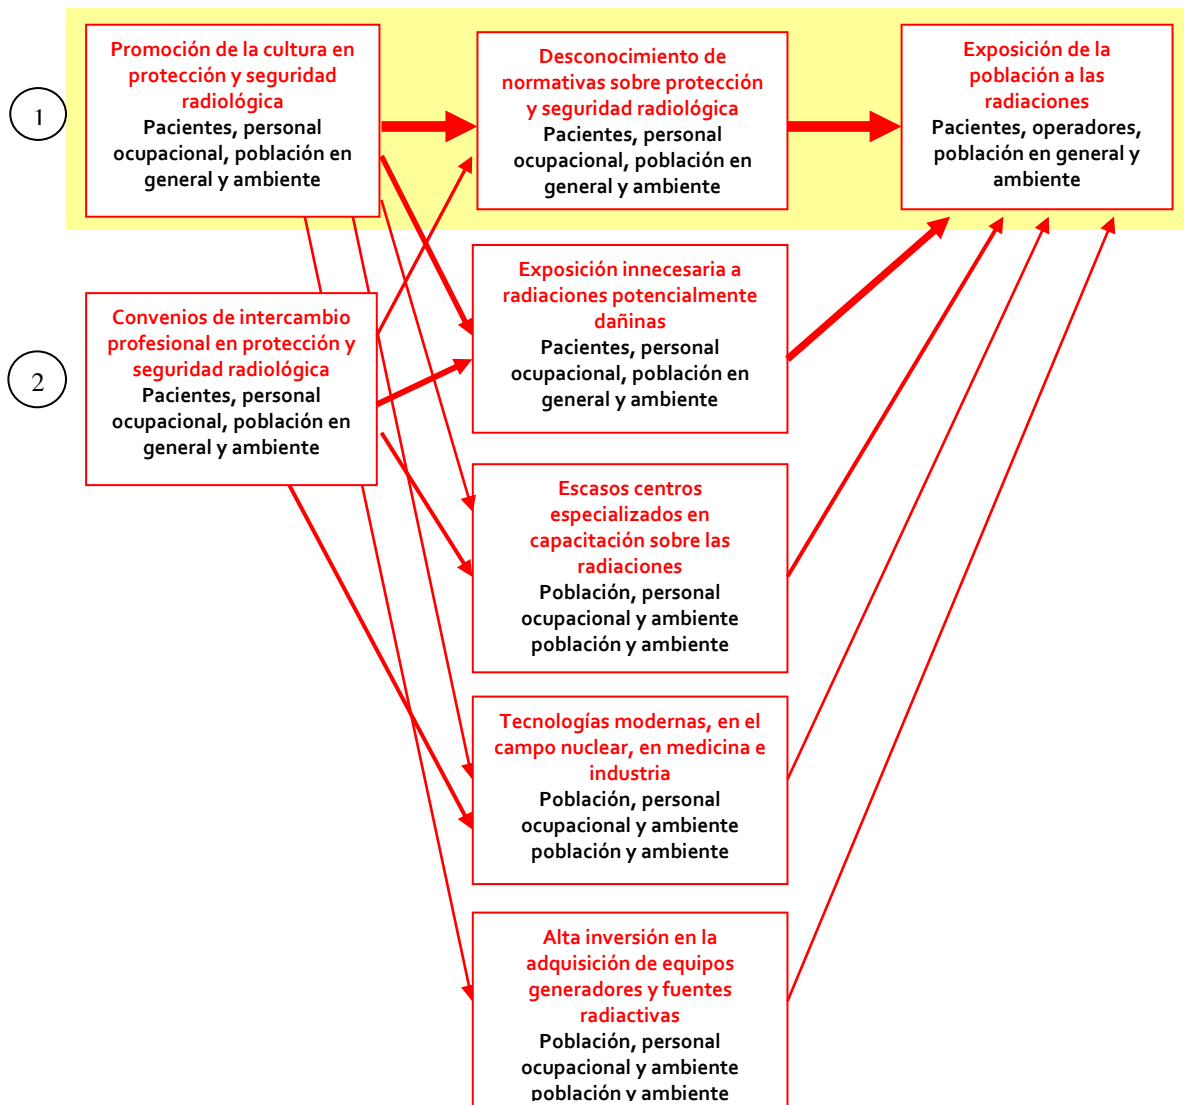 1
Promoción de la cultura en
protección y seguridad
radiológica
Pacientes, personal
ocupacional, población en
general y ambiente
Desconocimiento de
normativas sobre protección
y seguridad radiológica
Pacientes, personal
ocupacional, población en
general y ambiente
Exposición de la
población a las
radiaciones
Pacientes, operadores,
población en general y
ambiente
2
Convenios de intercambio
profesional en protección y
seguridad radiológica
Pacientes, personal
ocupacional, población en
general y ambiente
Exposición innecesaria a
radiaciones potencialmente
dañinas
Pacientes, personal
ocupacional, población en
general y ambiente
Escasos centros
especializados en
capacitación sobre las
radiaciones
Población, personal
ocupacional y ambiente
población y ambiente
Tecnologías modernas, en el
campo nuclear, en medicina e
industria
Población, personal
ocupacional y ambiente
población y ambiente
Alta inversión en la
adquisición de equipos
generadores y fuentes
radiactivas
Población, personal
ocupacional y ambiente
población y ambiente